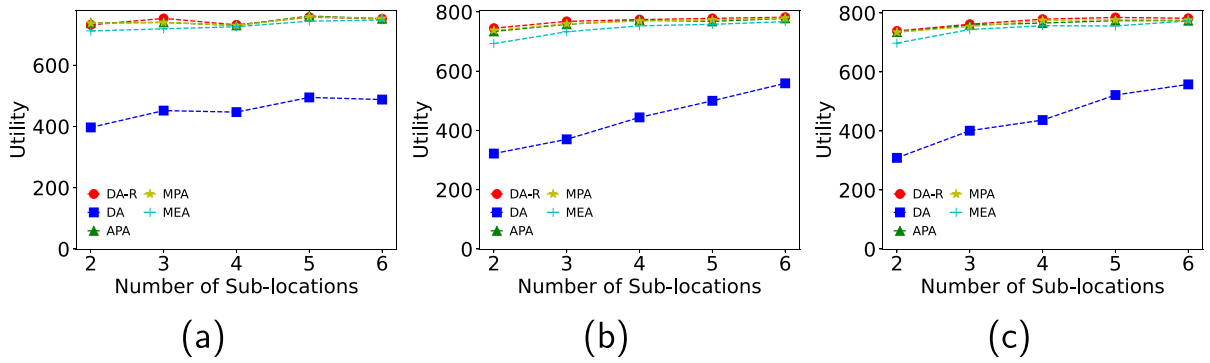 600
400
200
0
Utility
DA-R
DA
APA
MPA
MEA
2 3 4 5 6
Number of Sub-locations
(a)
800
600
400
200
0
Utility
DA-R
DA
APA
MPA
MEA
2 3 4 5 6
Number of Sub-locations
(b)
800
600
400
200
0
Utility
DA-R
DA
APA
MPA
MEA
2 3 4 5 6
Number of Sub-locations
(c)